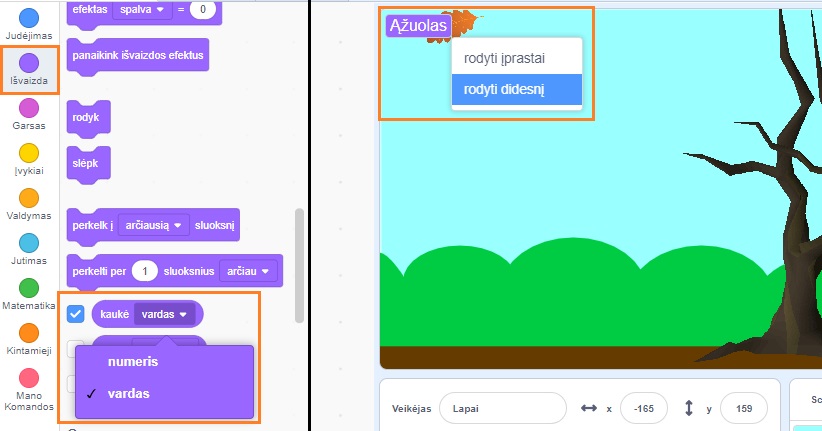 Judėjimas
Išvaizda
Garsas
Įvykiai
Valdymas
Jutimas
Matematika
Kintamieji
Mano
Komandos
efektas spalva = 0
panaikink išvaizdos efektus
rodyk
slėpk
perkelk į arčiausią sluoksnį
perkelti per 1 sluoksnius arčiau
kaukė vardas
numeris
✓ vardas
Ąžuolas
rodyti įprastai
rodyti didesnį
Veikėjas Lapai x -165 y 159
Sc